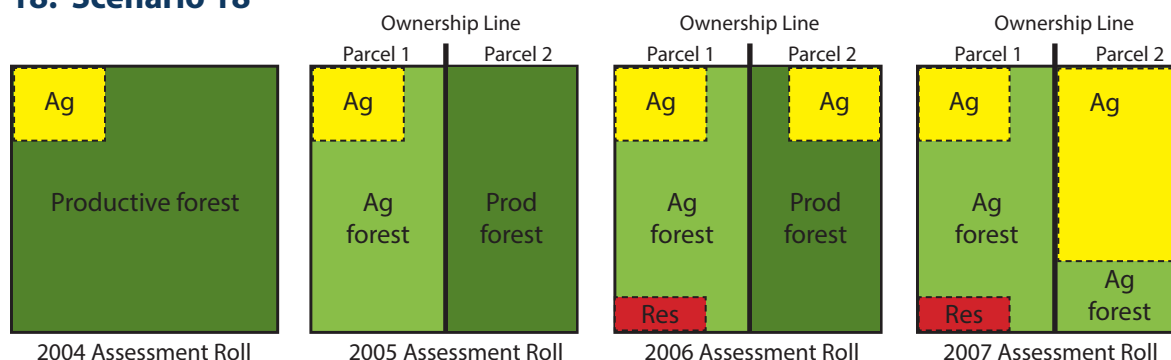 18. Scenario 18
Ownership Line
Parcel 1 Parcel 2
Ownership Line
Parcel 1 Parcel 2
Ownership Line
Parcel 1 Parcel 2
Ag
Productive forest
2004 Assessment Roll
Ag
Ag
forest
Prod
forest
2005 Assessment Roll
Ag
Ag
Ag
forest
Prod
forest
Res
2006 Assessment Roll
Ag
Ag
Ag
forest
Ag
forest
Res
2007 Assessment Roll